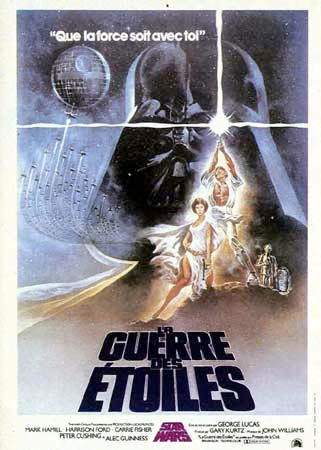 "Que la force soit avec toi"
LA
GUERRE
DES
ÉTOILES
MARK HAMILL HARRISON FORD CARRIE FISHER
PETER CUSHING ALEC GUINNESS
STAR
WARS
GEORGE LUCAS
GARY KURTZ JOHN WILLIAMS